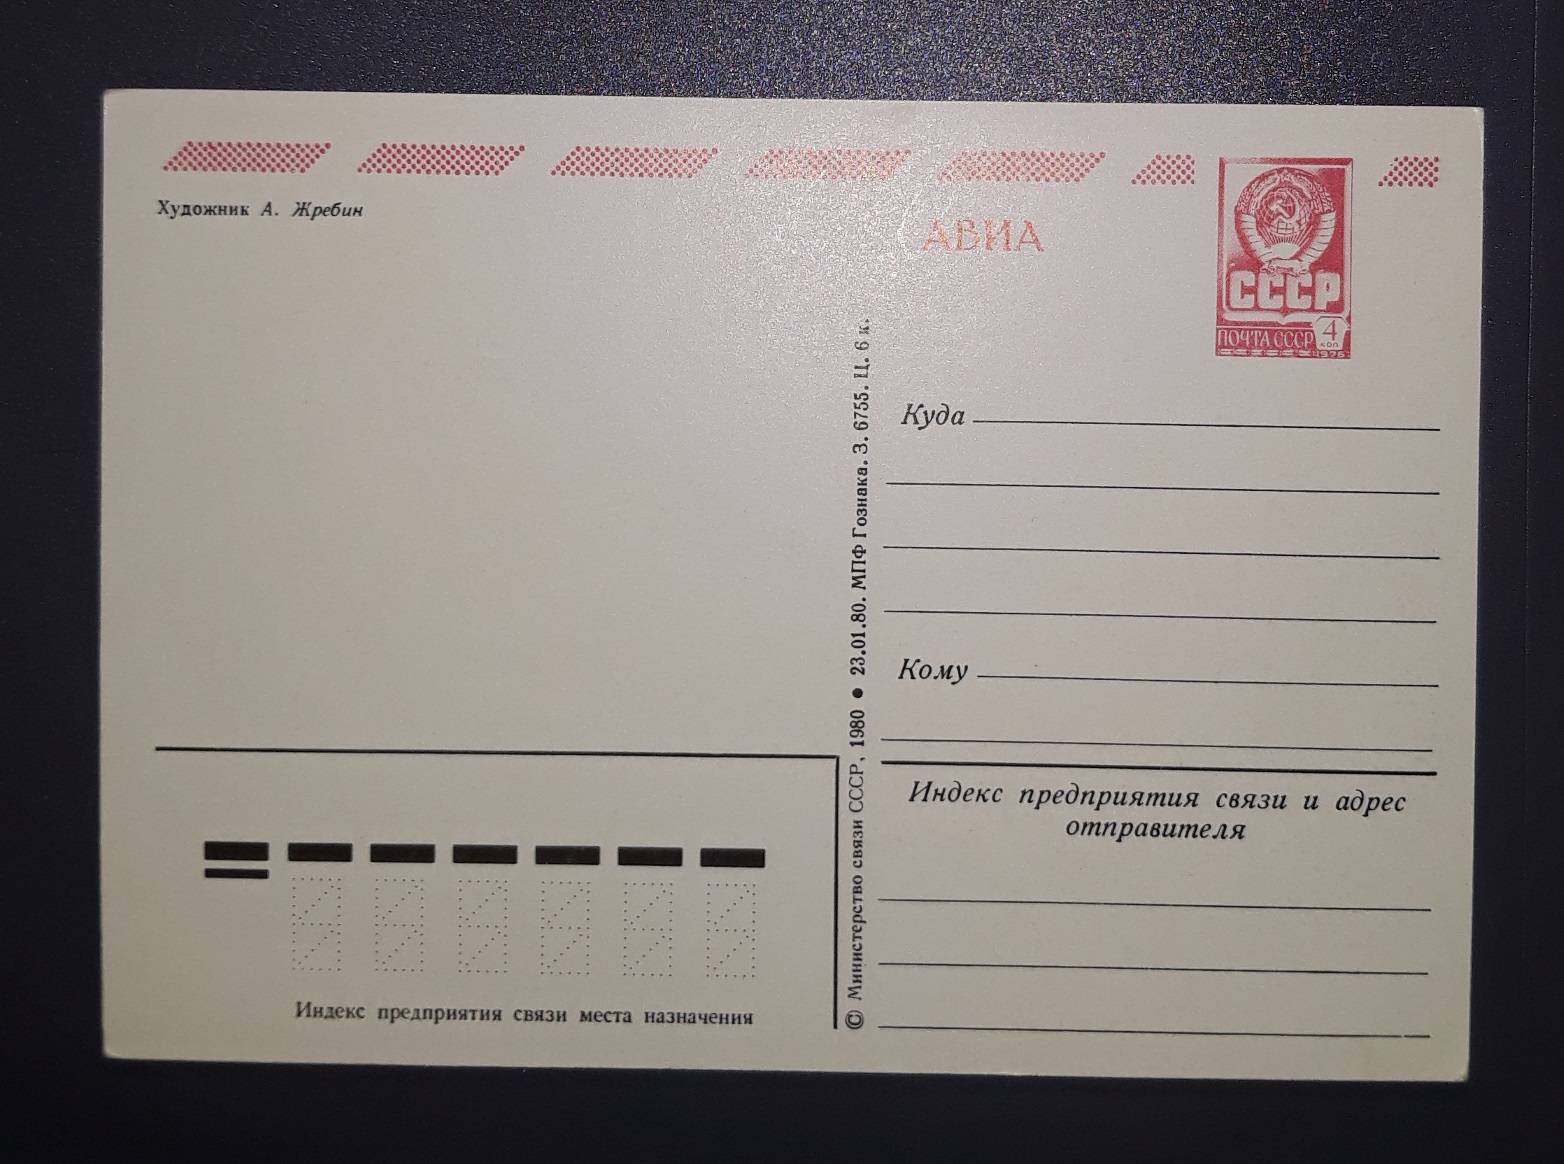 Художник А. Жребин
АВИА
СССР
ПОЧТА СССР
4
КОП
1976
Куда
Кому
Индекс предприятия связи и адрес
отправителя
© Министерство связи СССР, 1980 • 23.01.80. МПФ Гознака. З. 6755. Ц. 6 к.
Индекс предприятия связи места назначения